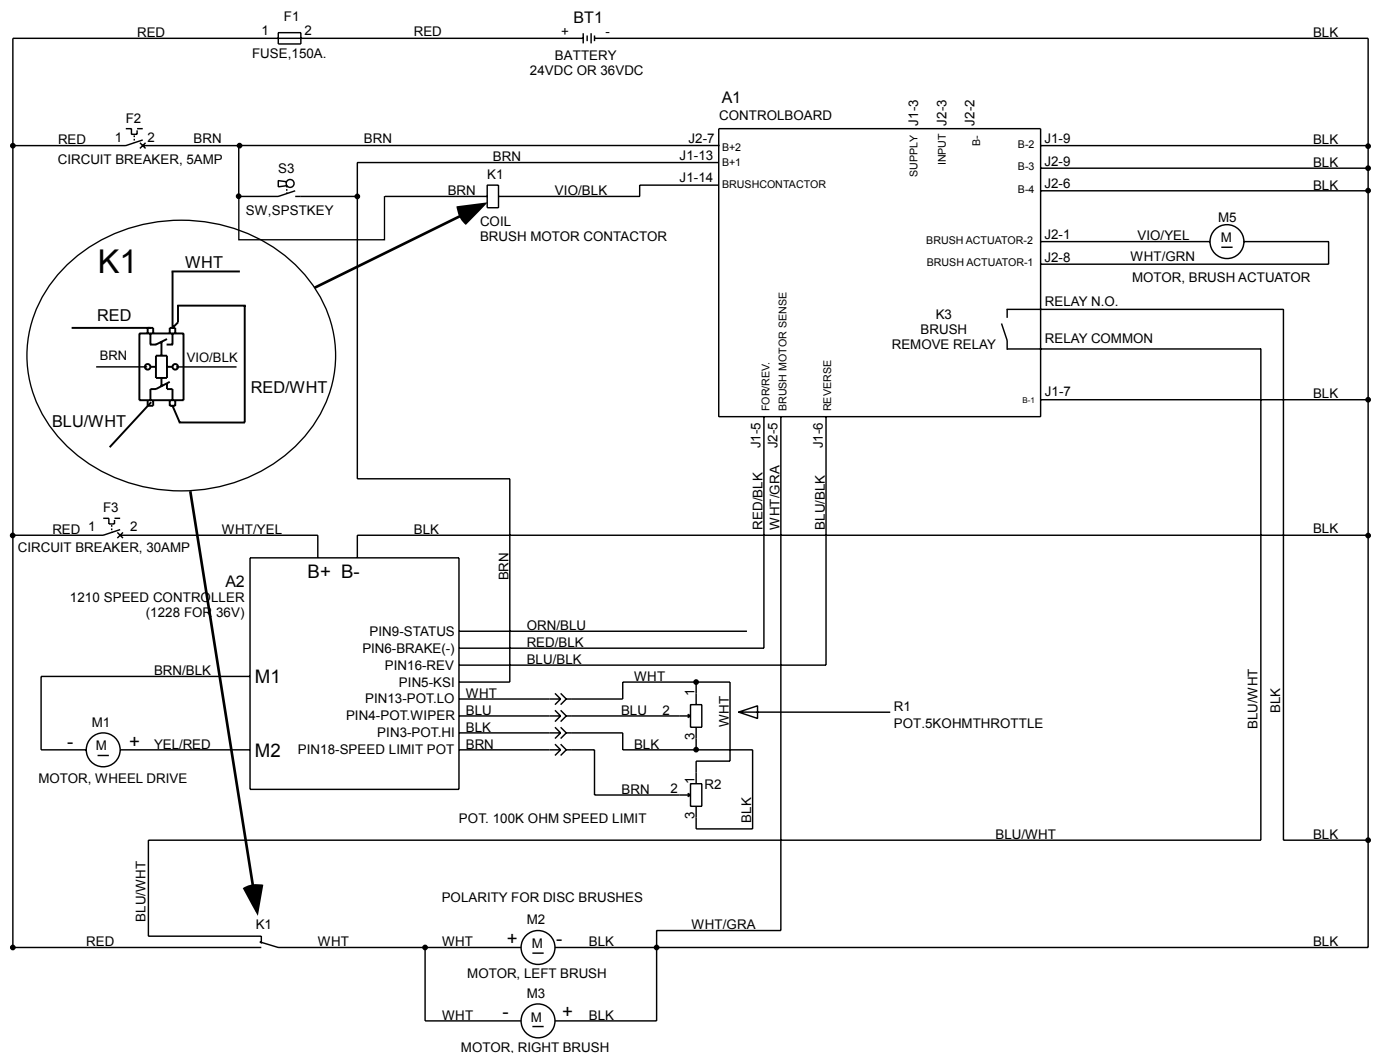 F1
RED
1
2
RED
FUSE,150A.
BT1
+
-
BATTERY
24VDC OR 36VDC
BLK
F2
RED
1
2
BRN
BRN
CIRCUIT BREAKER, 5AMP
S3
SW,SPSTKEY
BRN
K1
BRN
VIO/BLK
COIL
BRUSH MOTOR CONTACTOR
A1
CONTROLBOARD
J2-7
J1-13
J1-14
B+2
B+1
BRUSHCONTACTOR
J1-3
J2-3
J2-2
SUPPLY
INPUT
B-
B-2
J1-9
BLK
B-3
J2-9
BLK
B-4
J2-6
BLK
BRUSH ACTUATOR-2
J2-1
VIO/YEL
M5
M
BRUSH ACTUATOR-1
J2-8
WHT/GRN
MOTOR, BRUSH ACTUATOR
RELAY N.O.
K3
BRUSH
REMOVE RELAY
RELAY COMMON
B-1
J1-7
BLK
FOR/REV.
BRUSH MOTOR SENSE
REVERSE
J1-5
J2-5
J1-6
RED/BLK
WHT/GRA
BLU/BLK
K1
WHT
RED
BRN
VIO/BLK
RED/WHT
BLU/WHT
F3
RED
1
2
WHT/YEL
BLK
BLK
CIRCUIT BREAKER, 30AMP
BRN
A2
1210 SPEED CONTROLLER
(1228 FOR 36V)
B+
B-
PIN9-STATUS
ORN/BLU
PIN6-BRAKE(-)
RED/BLK
PIN16-REV
BLU/BLK
PIN5-KSI
PIN13-POT.LO
WHT
WHT
PIN4-POT.WIPER
BLU
BLU
2
PIN3-POT.HI
BLK
BLK
PIN18-SPEED LIMIT POT
BRN
BRN
2
1
3
WHT
1
3
R2
BLK
R1
POT.5KOHMTHROTTLE
POT. 100K OHM SPEED LIMIT
BRN/BLK
M1
M1
-
M
+
YEL/RED
M2
MOTOR, WHEEL DRIVE
BLU/WHT
BLK
BLU/WHT
BLK
BLU/WHT
POLARITY FOR DISC BRUSHES
K1
RED
WHT
WHT
M2
+
M
-
BLK
WHT/GRA
BLK
MOTOR, LEFT BRUSH
M3
WHT
-
M
+
BLK
MOTOR, RIGHT BRUSH